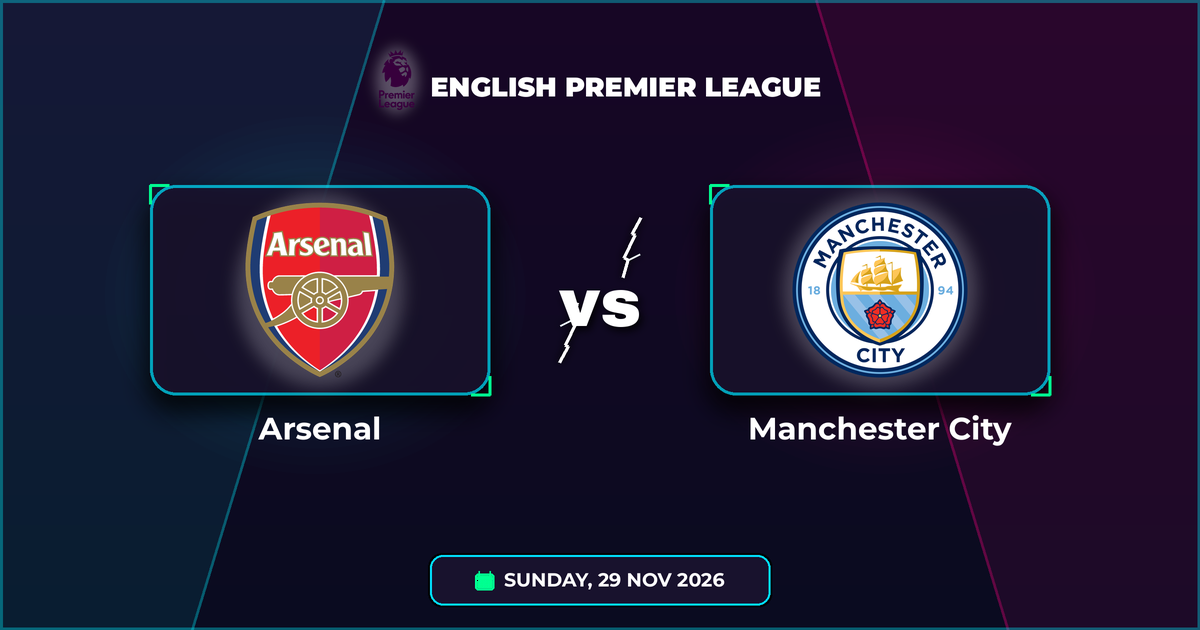 Premier
League
ENGLISH PREMIER LEAGUE
Arsenal
MANCHESTER
18 94
CITY
VS
Arsenal
Manchester City
SUNDAY, 29 NOV 2026